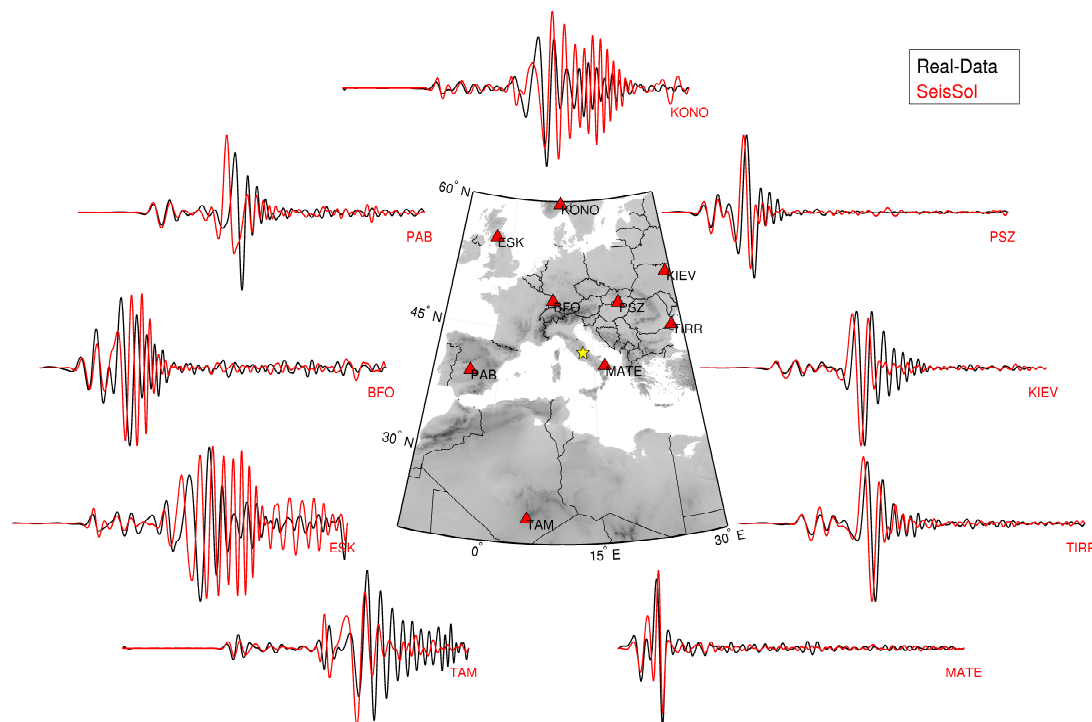 Real-Data
SeisSol
KONO
60° N
KONO
PAB
ESK
PSZ
KIEV
45° N
BFO
PSZ
TIRR
PAB
MATE
BFO
KIEV
30° N
TAM
ESK
0°
15° E
30° E
TIRR
TAM
MATE